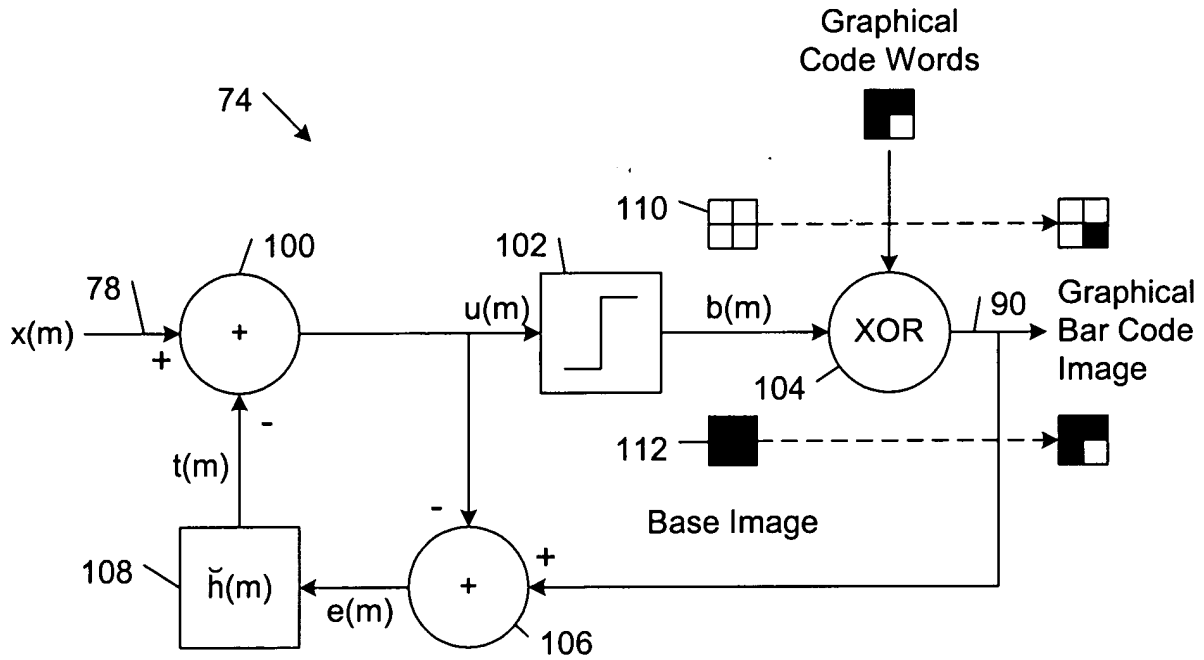 Graphical
Code Words
74
110
100
102
78
u(m)
b(m)
90
Graphical
Bar Code
Image
x(m)
+
+
XOR
104
-
112
t(m)
-
Base Image
+
108
h̆(m)
+
e(m)
106